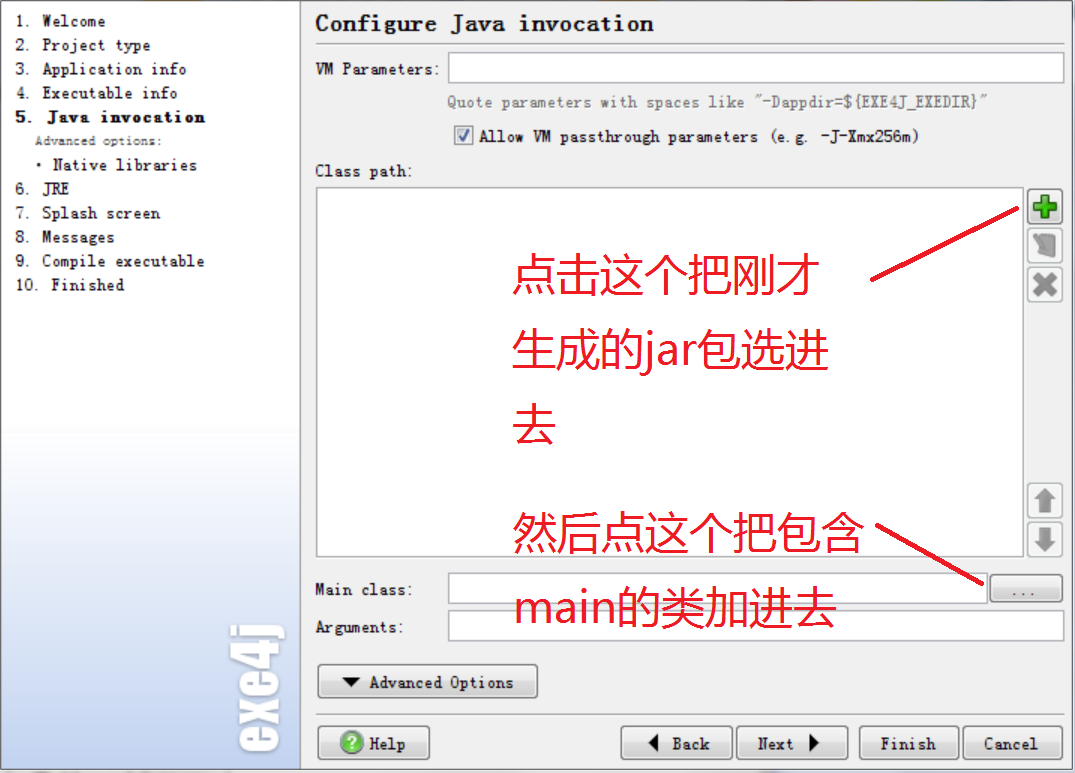 1. Welcome
2. Project type
3. Application info
4. Executable info
5. Java invocation
Advanced options:
· Native libraries
6. JRE
7. Splash screen
8. Messages
9. Compile executable
10. Finished
exe4j
Configure Java invocation
VM Parameters:
Quote parameters with spaces like "-Dappdir=${EXE4J_EXEDIR}"
Allow VM passthrough parameters (e.g. -J-Xmx256m)
Class path:
点击这个把刚才
生成的jar包选进
去
然后点这个把包含
main的类加进去
Main class:
...
Arguments:
Advanced Options
Help
Back
Next
Finish
Cancel